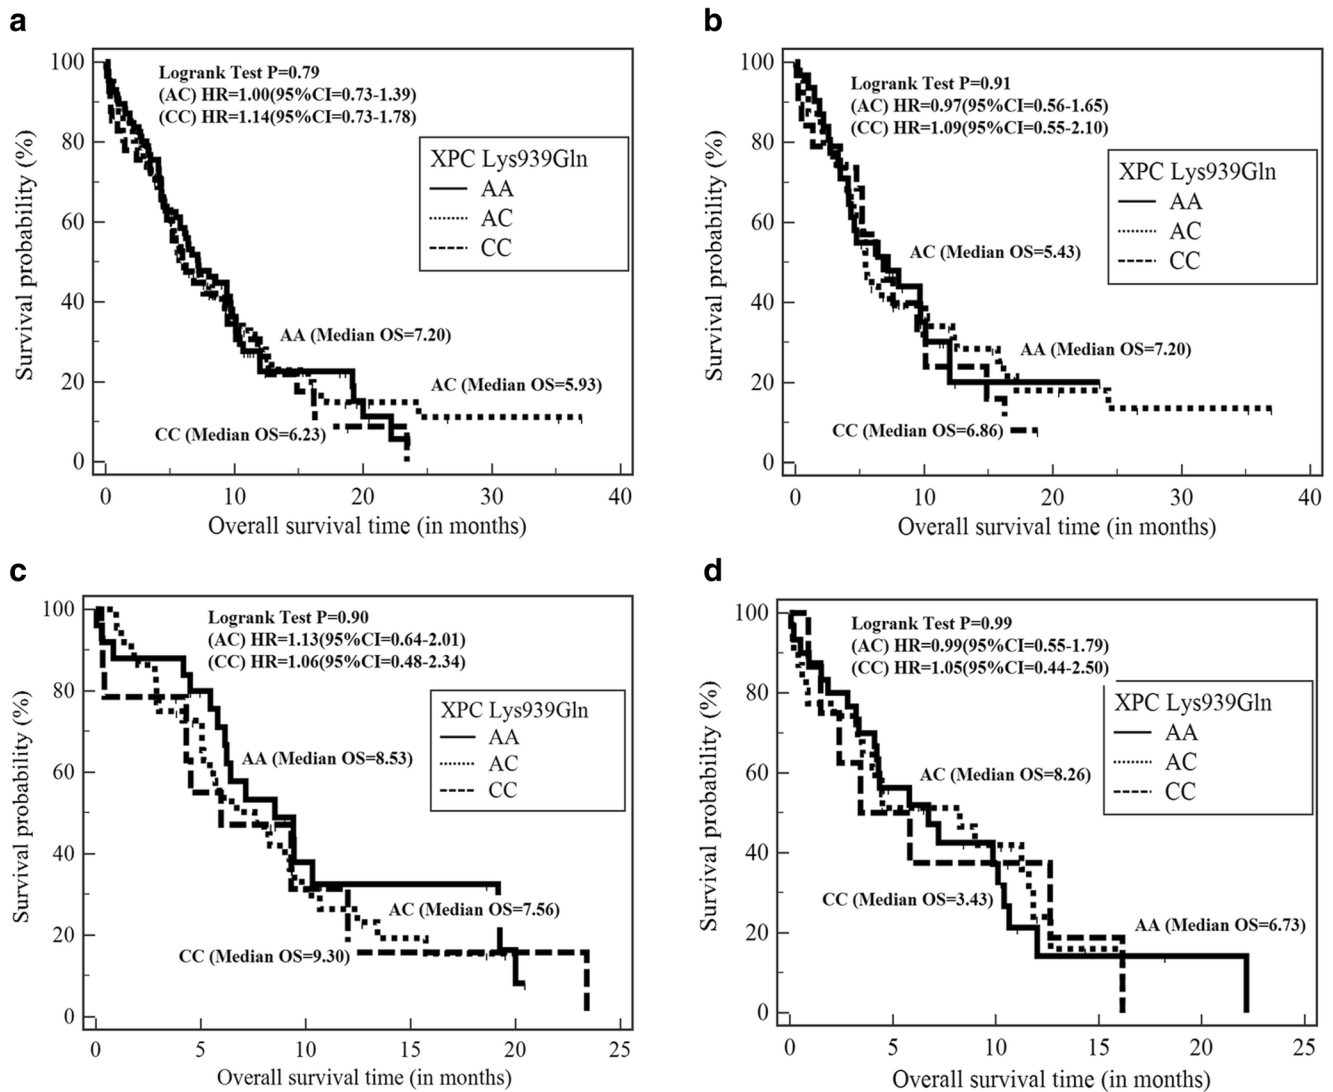 a
Logrank Test P=0.79
(AC) HR=1.00(95%CI=0.73-1.39)
(CC) HR=1.14(95%CI=0.73-1.78)
XPC Lys939Gln
AA
AC
CC
AA (Median OS=7.20)
AC (Median OS=5.93)
CC (Median OS=6.23)
Survival probability (%)
100
80
60
40
20
0
0 10 20 30 40
Overall survival time (in months)
b
Logrank Test P=0.91
(AC) HR=0.97(95%CI=0.56-1.65)
(CC) HR=1.09(95%CI=0.55-2.10)
XPC Lys939Gln
AA
AC
CC
AC (Median OS=5.43)
AA (Median OS=7.20)
CC (Median OS=6.86)
Survival probability (%)
100
80
60
40
20
0
0 10 20 30 40
Overall survival time (in months)
c
Logrank Test P=0.90
(AC) HR=1.13(95%CI=0.64-2.01)
(CC) HR=1.06(95%CI=0.48-2.34)
XPC Lys939Gln
AA
AC
CC
AA (Median OS=8.53)
AC (Median OS=7.56)
CC (Median OS=9.30)
Survival probability (%)
100
80
60
40
20
0
0 5 10 15 20 25
Overall survival time (in months)
d
Logrank Test P=0.99
(AC) HR=0.99(95%CI=0.55-1.79)
(CC) HR=1.05(95%CI=0.44-2.50)
XPC Lys939Gln
AA
AC
CC
AC (Median OS=8.26)
CC (Median OS=3.43)
AA (Median OS=6.73)
Survival probability (%)
100
80
60
40
20
0
0 5 10 15 20 25
Overall survival time (in months)